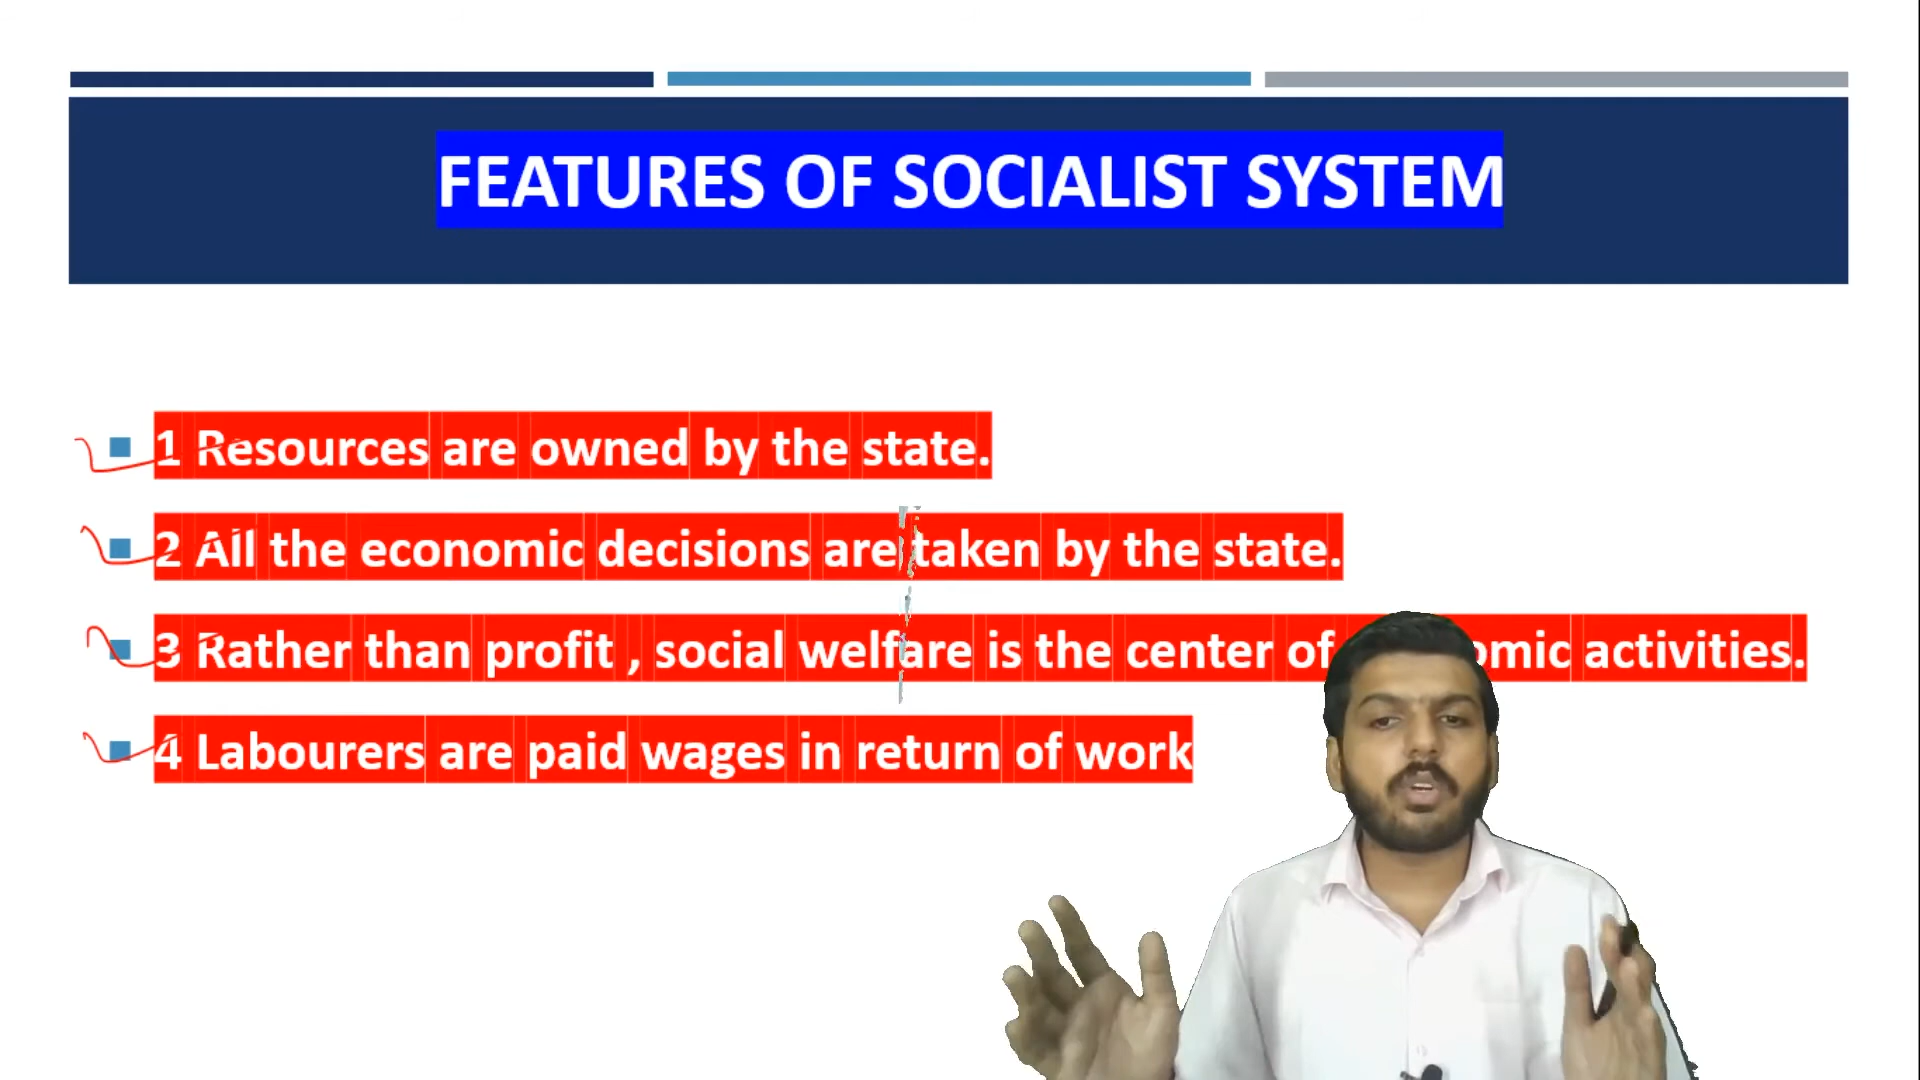 FEATURES OF SOCIALIST SYSTEM
1 Resources are owned by the state.
2 All the economic decisions are taken by the state.
3 Rather than profit , social welfare is the center of activities.
4 Labourers are paid wages in return of work